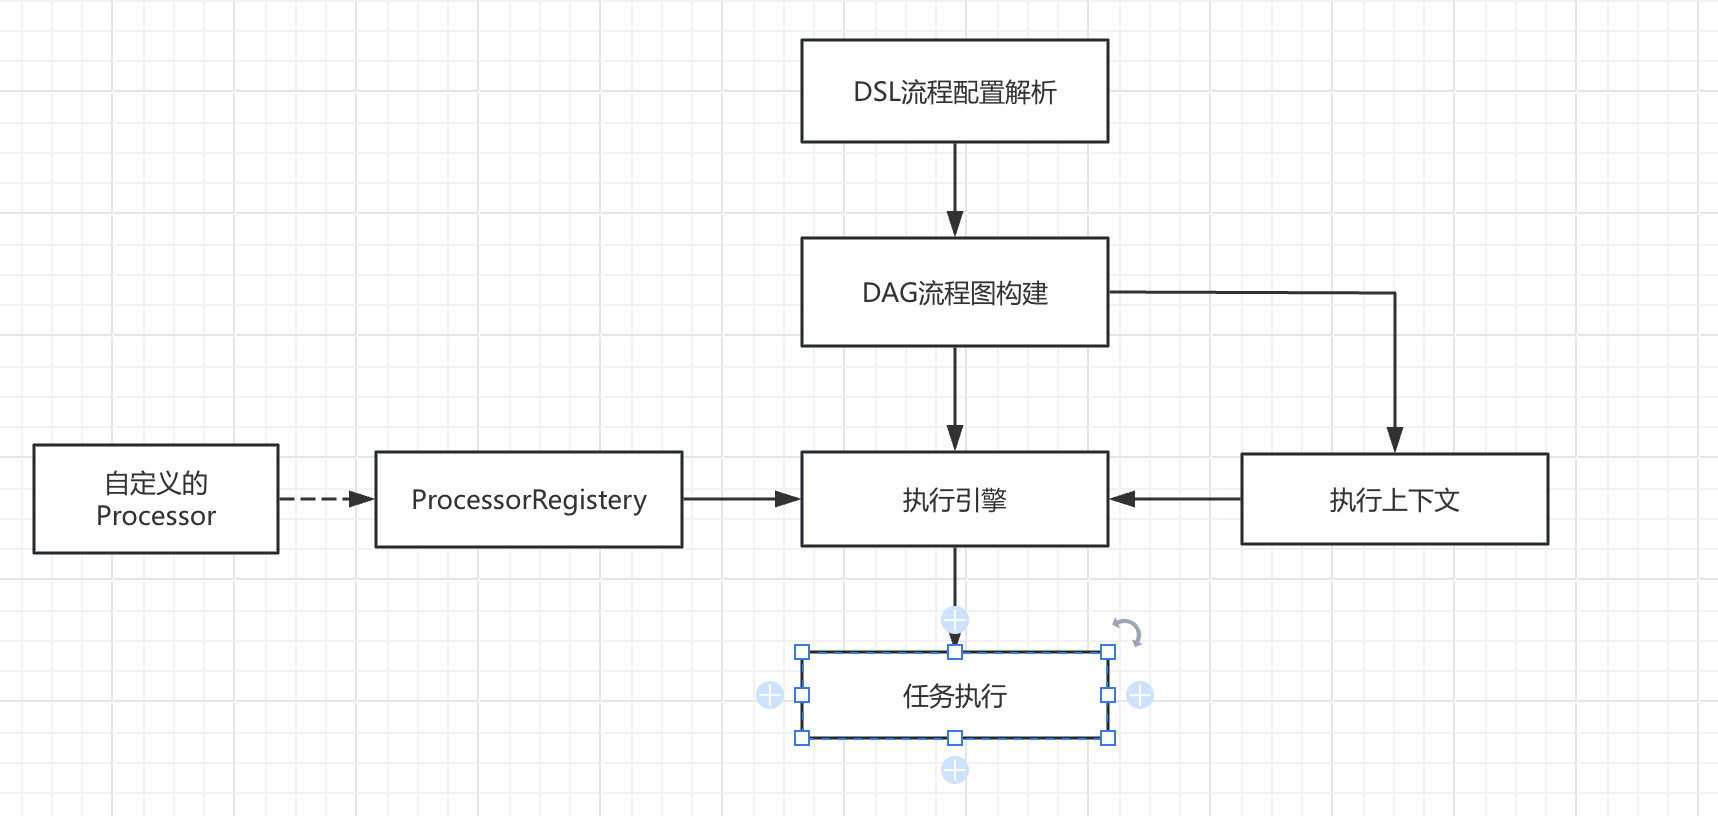 DSL流程配置解析
DAG流程图构建
自定义的
Processor
ProcessorRegistery
执行引擎
执行上下文
任务执行